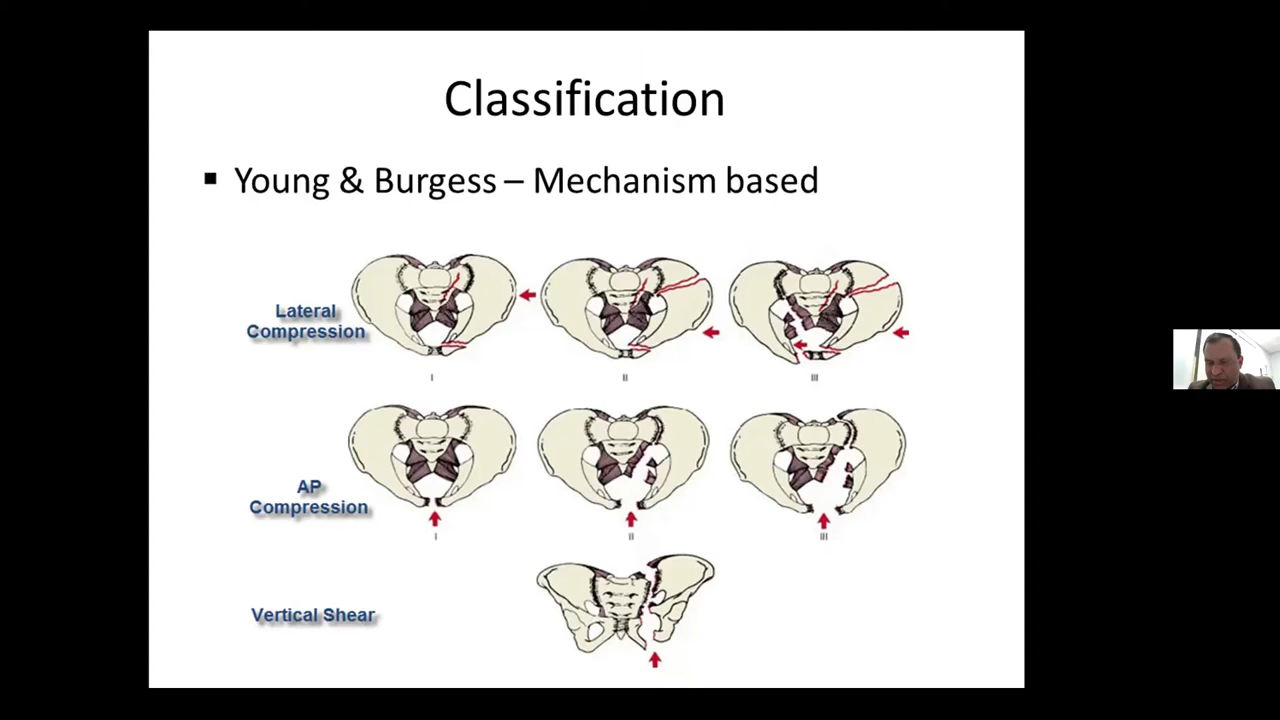 Classification
▪ Young & Burgess – Mechanism based
Lateral
Compression
I
II
III
AP
Compression
I
II
III
Vertical Shear